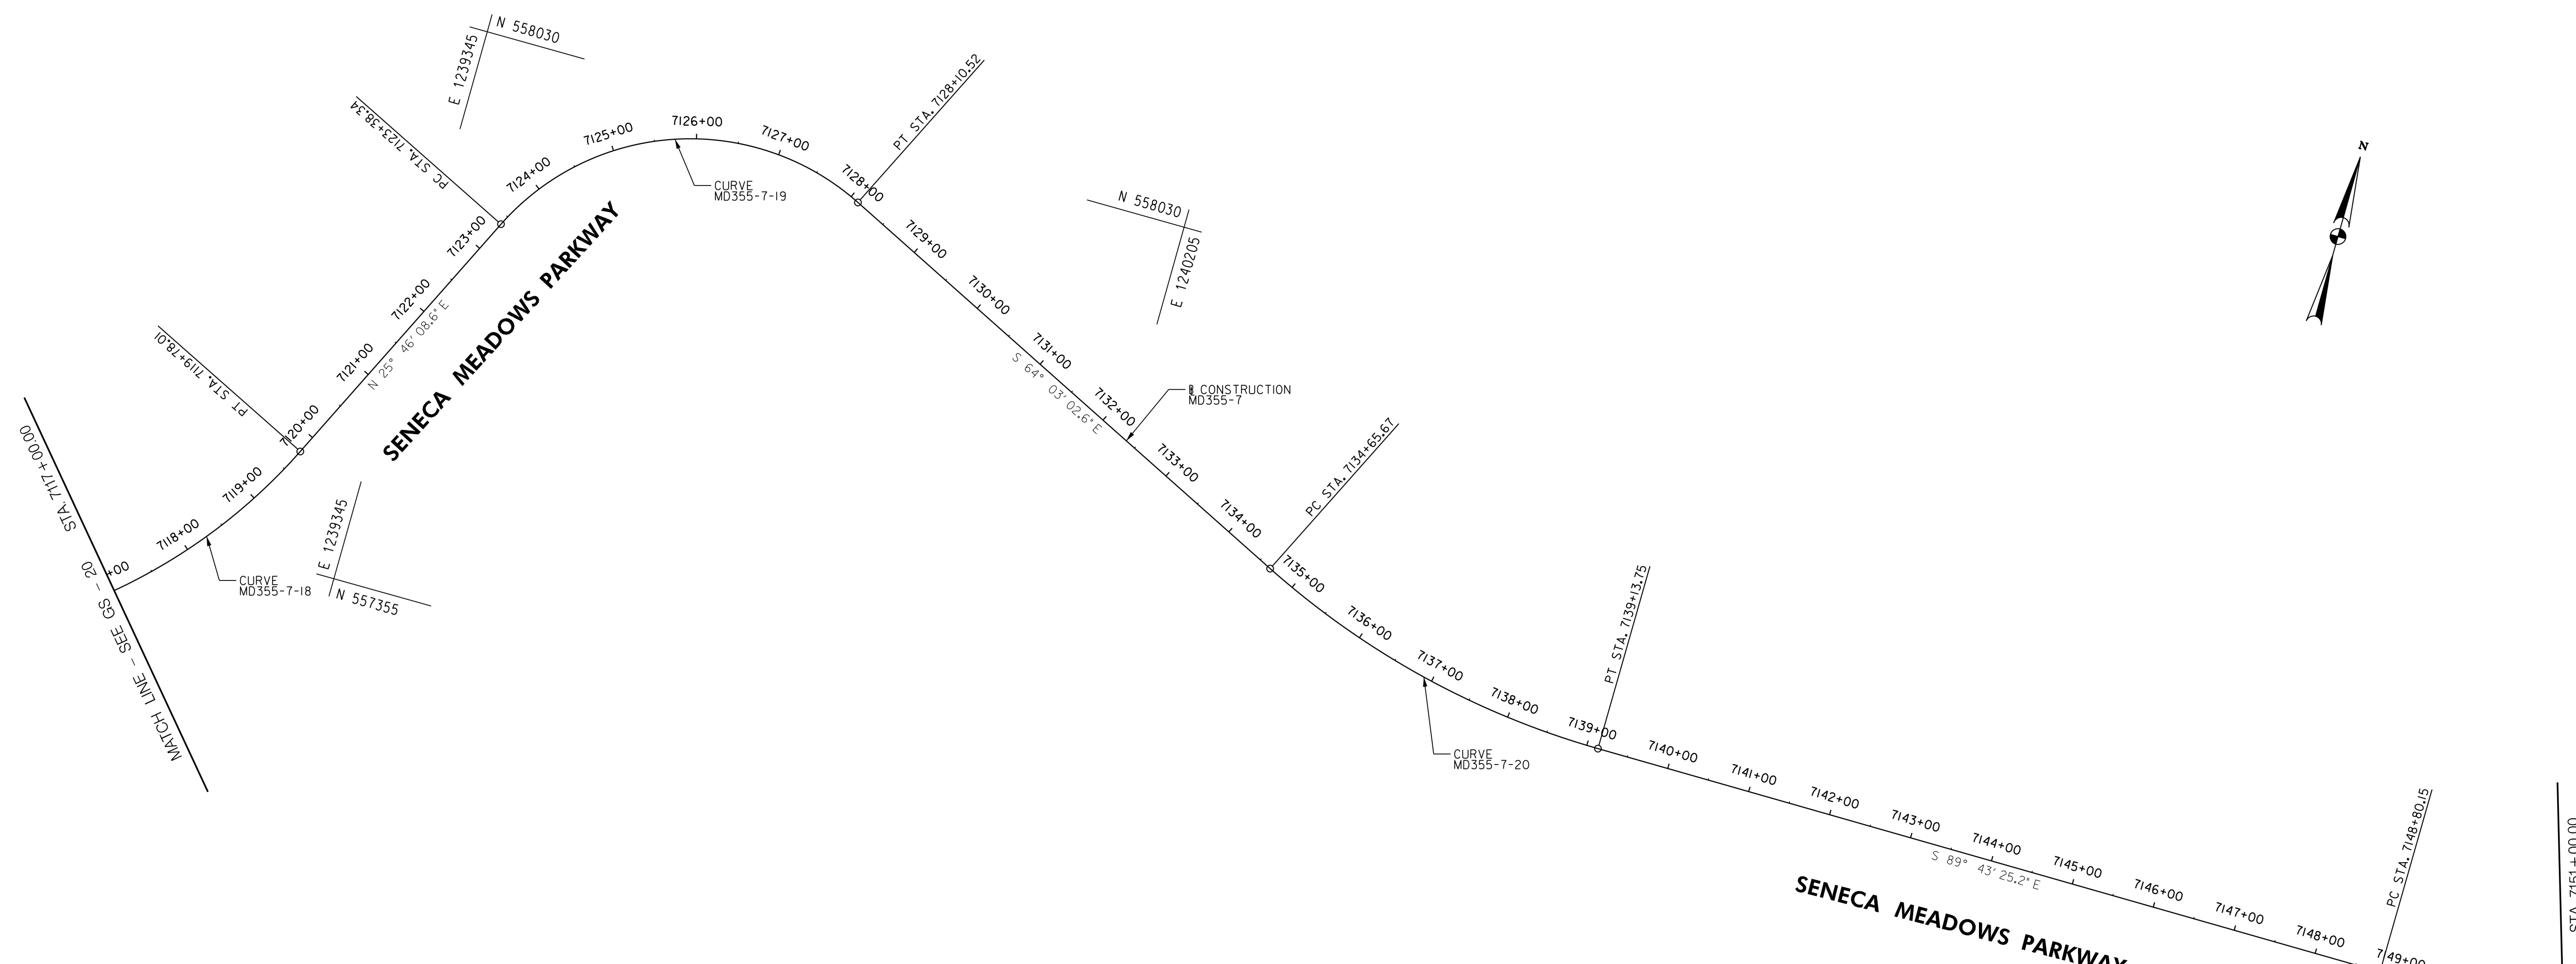 N 558030
E 1239345
PC STA. 7123+38.34
PT STA. 7128+10.52
7126+00
7125+00
7127+00
7124+00
7128+00
CURVE
MD355-7-19
7123+00
7122+00
N 25° 46' 08.6" E
7121+00
7120+00
SENECA MEADOWS PARKWAY
PT STA. 7119+78.01
7119+00
7118+00
+00
STA. 7117+00.00
MATCH LINE - SEE GS - 20
CURVE
MD355-7-18
E 1239345
N 557355
N 558030
E 1240205
N
7129+00
7130+00
7131+00
S 64° 03' 02.6" E
7132+00
CONSTRUCTION
MD355-7
7133+00
7134+00
PC STA. 7134+65.67
7135+00
7136+00
7137+00
7138+00
CURVE
MD355-7-20
7139+00
PT STA. 7139+13.75
7140+00
7141+00
7142+00
7143+00
7144+00
S 89° 43' 25.2" E
7145+00
7146+00
7147+00
7148+00
7149+00
PC STA. 7148+80.15
SENECA MEADOWS PARKWAY
STA. 7151+00.00